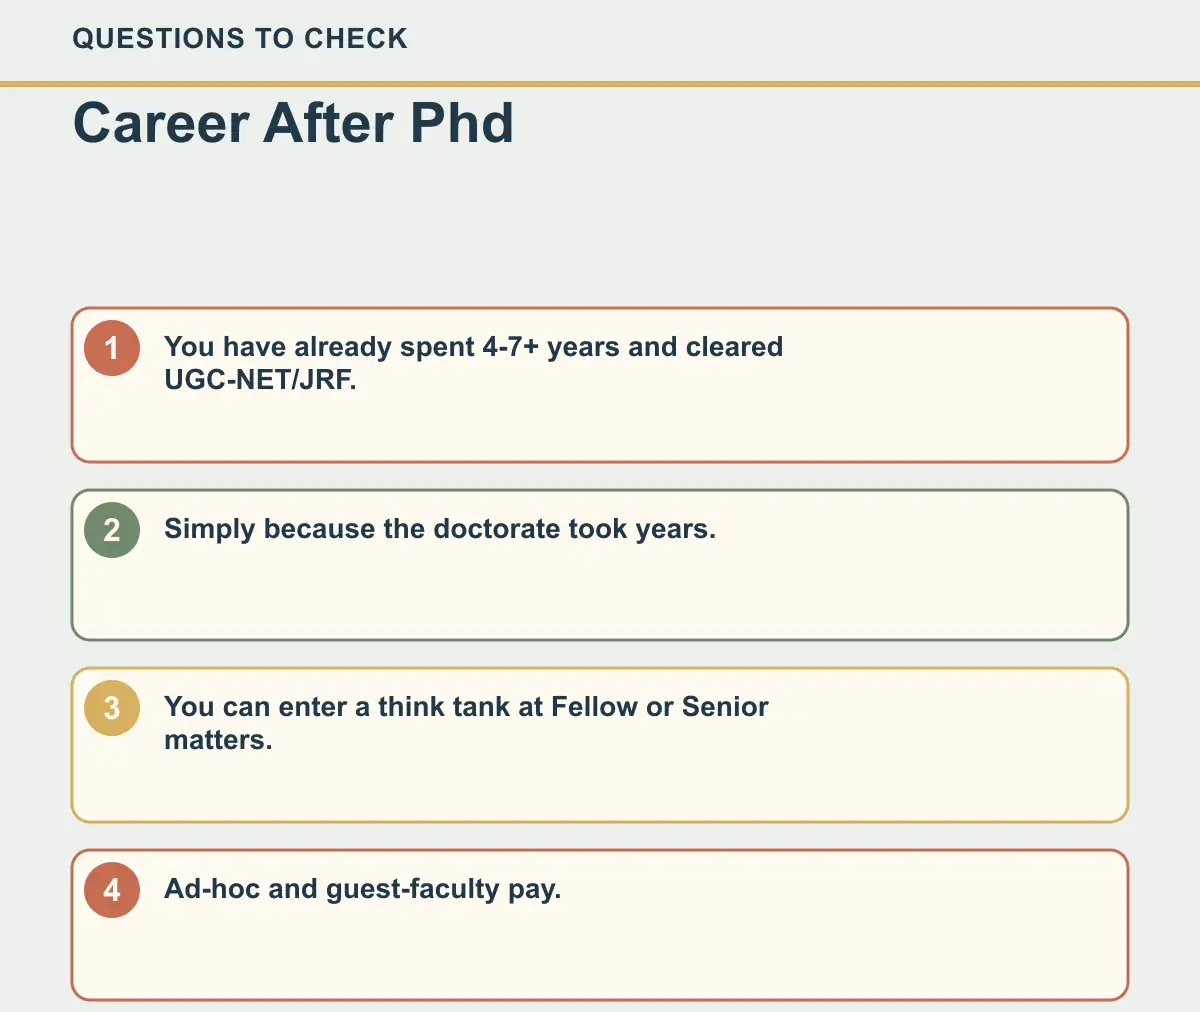 QUESTIONS TO CHECK
Career After Phd
1
You have already spent 4-7+ years and cleared
UGC-NET/JRF.
2
Simply because the doctorate took years.
3
You can enter a think tank at Fellow or Senior
matters.
4
Ad-hoc and guest-faculty pay.